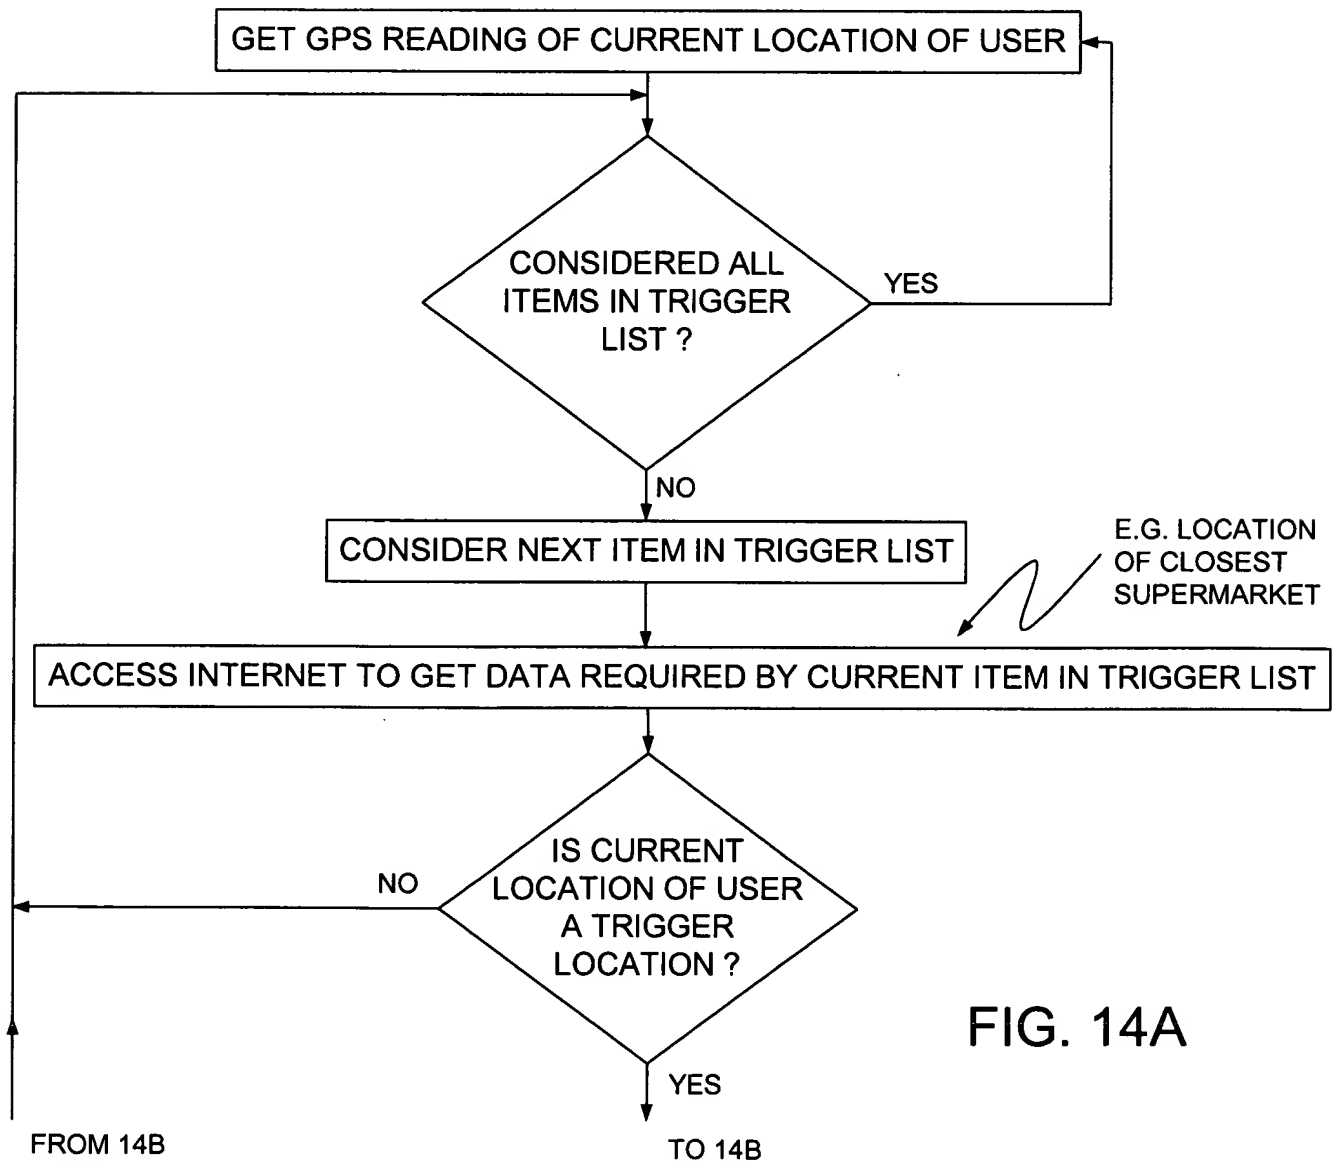 GET GPS READING OF CURRENT LOCATION OF USER
CONSIDERED ALL
ITEMS IN TRIGGER
LIST ?
YES
NO
CONSIDER NEXT ITEM IN TRIGGER LIST
E.G. LOCATION
OF CLOSEST
SUPERMARKET
ACCESS INTERNET TO GET DATA REQUIRED BY CURRENT ITEM IN TRIGGER LIST
IS CURRENT
LOCATION OF USER
A TRIGGER
LOCATION ?
NO
YES
FIG. 14A
FROM 14B
TO 14B